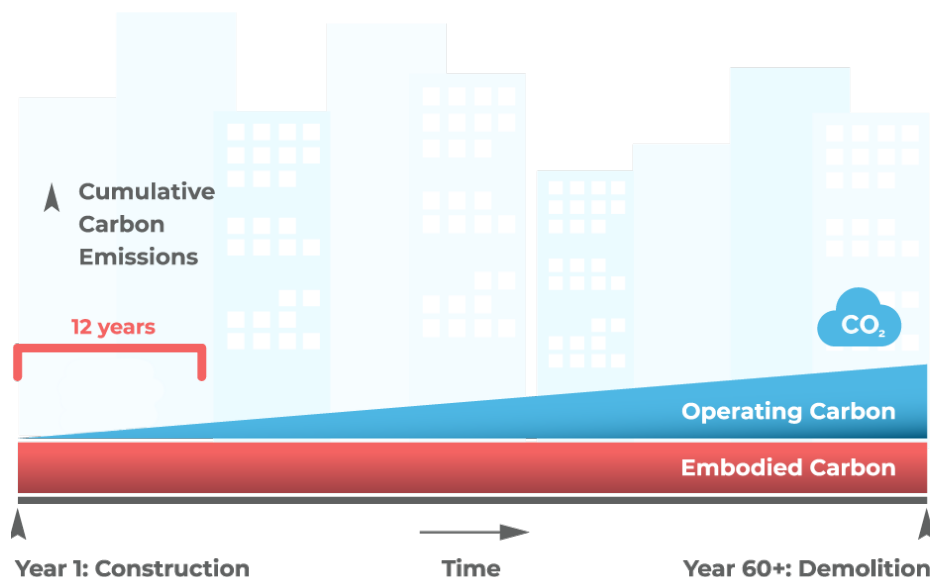 Cumulative
Carbon
Emissions
12 years
CO₂
Operating Carbon
Embodied Carbon
Year 1: Construction
Time
Year 60+: Demolition